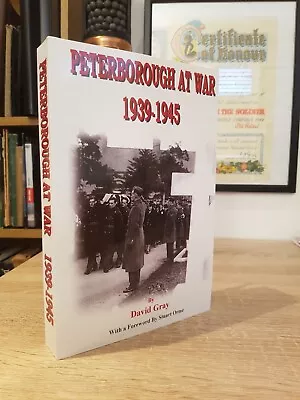 PETERBOROUGH AT WAR
1939-1945
By
David Gray
With a Foreword By Stuart Orme
PETERBOROUGH AT WAR 1939-1945
Certificate
of Honour